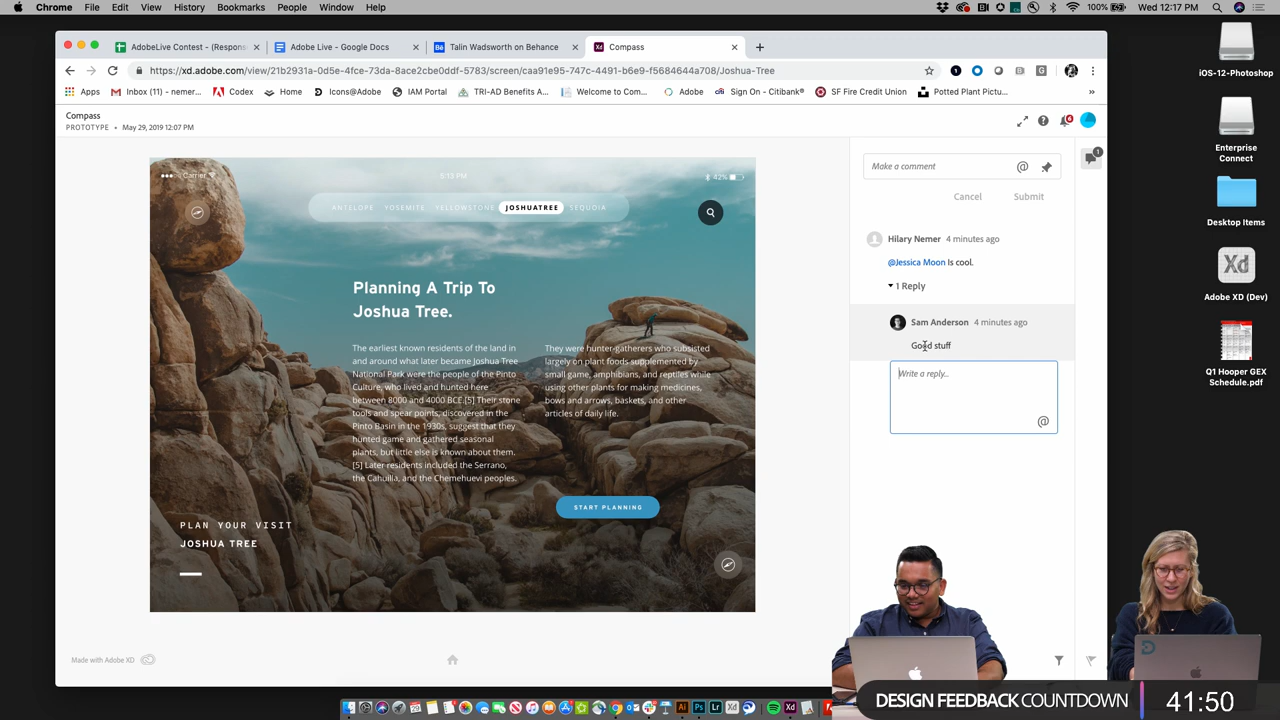 Chrome File Edit View History Bookmarks People Window Help
100% Wed 12:17 PM
AdobeLive Contest - (Respons
Adobe Live - Google Docs
Talin Wadsworth on Behance
Compass
https://xd.adobe.com/view/21b2931a-0d5e-4fce-73da-8ace2cbe0ddf-5783/screen/caa91e95-747c-4491-b6e9-f5684644a708/Joshua-Tree
Apps
Inbox (11) - nemer...
Codex
Home
Icons@Adobe
IAM Portal
TRI-AD Benefits A...
Welcome to Com...
Adobe
Sign On - Citibank®
SF Fire Credit Union
Potted Plant Pictu...
Compass
PROTOTYPE • May 29, 2019 12:07 PM
6
Carrier
5:13 PM
42%
ANTELOPE YOSEMITE YELLOWSTONE JOSHUATREE SEQUOIA
Planning A Trip To
Joshua Tree.
The earliest known residents of the land in
and around what later became Joshua Tree
National Park were the people of the Pinto
Culture, who lived and hunted here
between 8000 and 4000 BCE.[5] Their stone
tools and spear points, discovered in the
Pinto Basin in the 1930s, suggest that they
hunted game and gathered seasonal
plants, but little else is known about them.
[5] Later residents included the Serrano,
the Cahuilla, and the Chemehuevi peoples.
They were hunter-gatherers who subsisted
largely on plant foods supplemented by
small game, amphibians, and reptiles while
using other plants for making medicines,
bows and arrows, baskets, and other
articles of daily life.
START PLANNING
PLAN YOUR VISIT
JOSHUA TREE
Made with Adobe XD
Make a comment
@
Cancel
Submit
1
Hilary Nemer 4 minutes ago
@Jessica Moon Is cool.
1 Reply
Sam Anderson 4 minutes ago
Good stuff
Write a reply...
@
iOS-12-Photoshop
Enterprise
Connect
Desktop Items
Xd
Adobe XD (Dev)
Q1 Hooper GEX
Schedule.pdf
DESIGN FEEDBACK COUNTDOWN 41:50